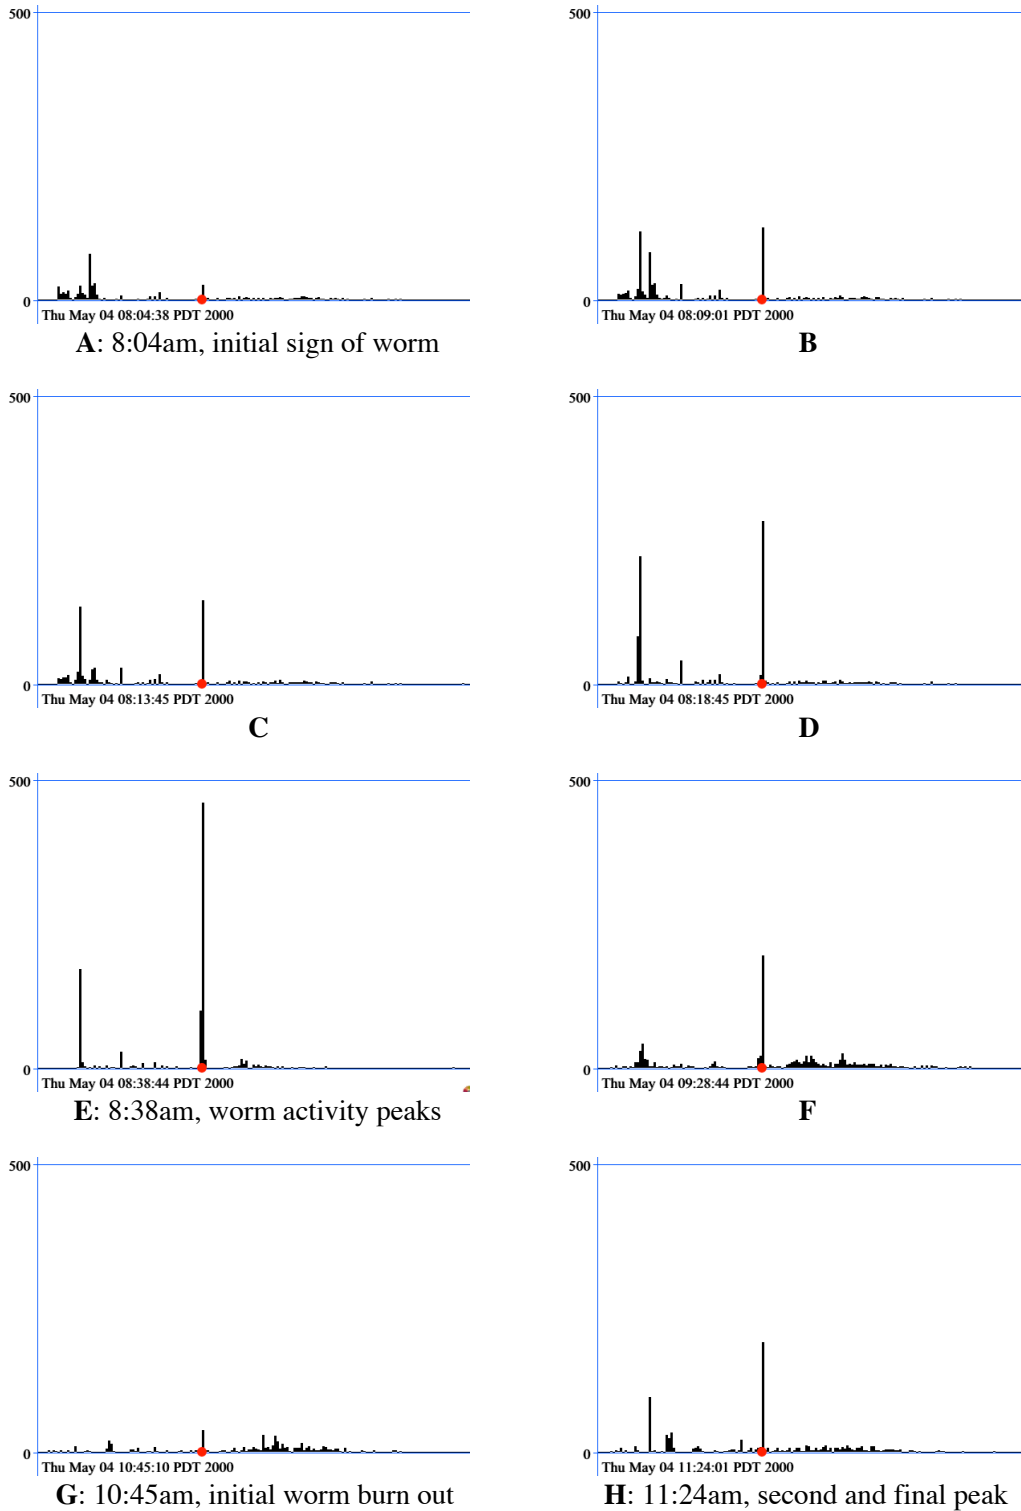 500
0
Thu May 04 08:04:38 PDT 2000
A: 8:04am, initial sign of worm
500
0
Thu May 04 08:09:01 PDT 2000
B
500
0
Thu May 04 08:13:45 PDT 2000
C
500
0
Thu May 04 08:18:45 PDT 2000
D
500
0
Thu May 04 08:38:44 PDT 2000
E: 8:38am, worm activity peaks
500
0
Thu May 04 09:28:44 PDT 2000
F
500
0
Thu May 04 10:45:10 PDT 2000
G: 10:45am, initial worm burn out
500
0
Thu May 04 11:24:01 PDT 2000
H: 11:24am, second and final peak